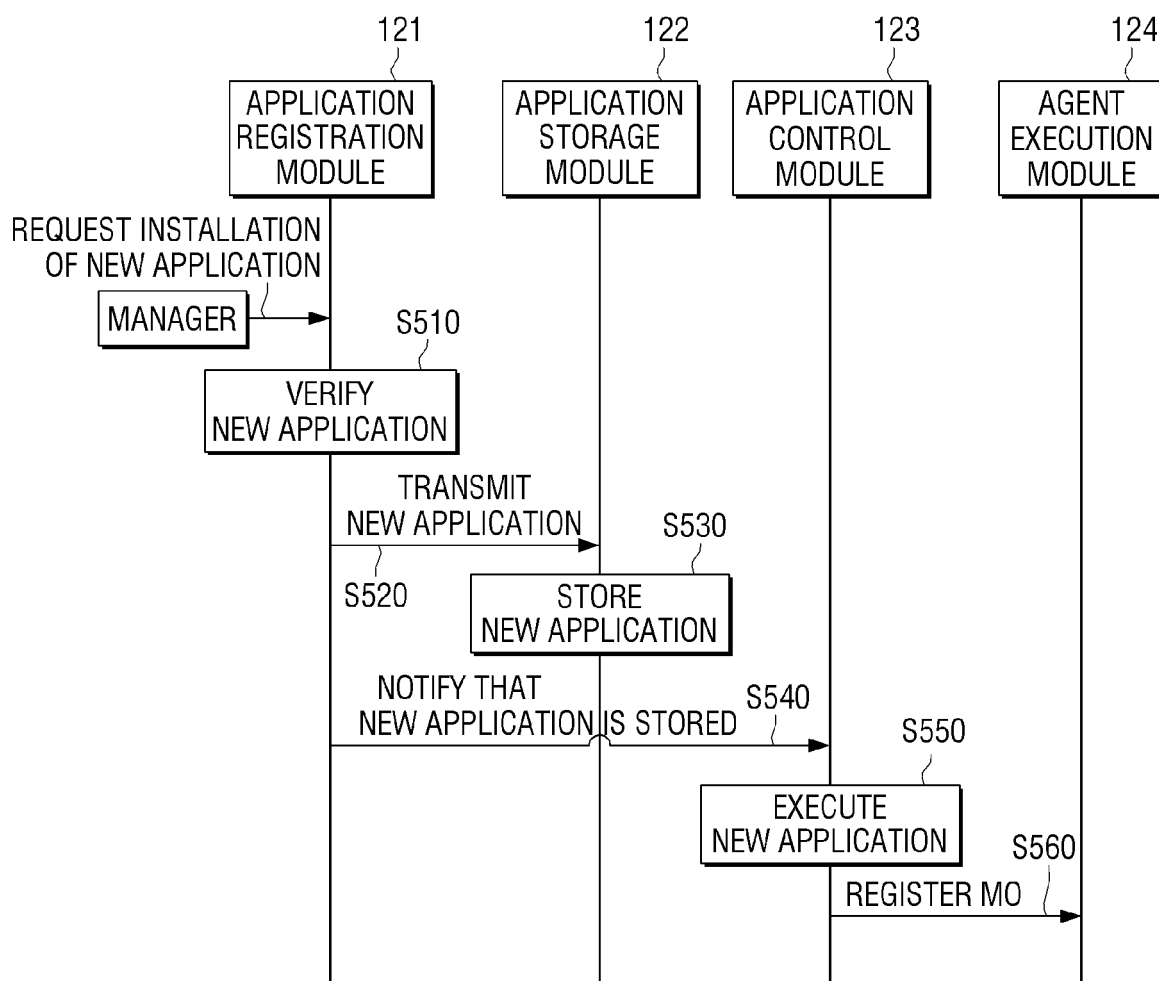 121
122
123
124
APPLICATION
REGISTRATION
MODULE
APPLICATION
STORAGE
MODULE
APPLICATION
CONTROL
MODULE
AGENT
EXECUTION
MODULE
REQUEST INSTALLATION
OF NEW APPLICATION
MANAGER
S510
VERIFY
NEW APPLICATION
TRANSMIT
NEW APPLICATION
S520
S530
STORE
NEW APPLICATION
NOTIFY THAT
NEW APPLICATION IS STORED
S540
S550
EXECUTE
NEW APPLICATION
S560
REGISTER MO